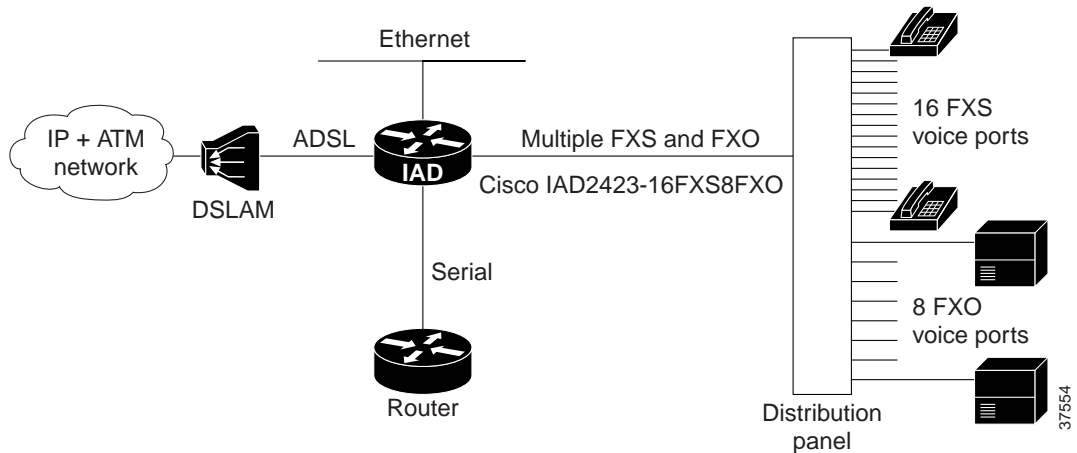 Ethernet
IP + ATM
network
DSLAM
ADSL
IAD
Multiple FXS and FXO
Cisco IAD2423-16FXS8FXO
Serial
Router
16 FXS
voice ports
8 FXO
voice ports
Distribution
panel
37554